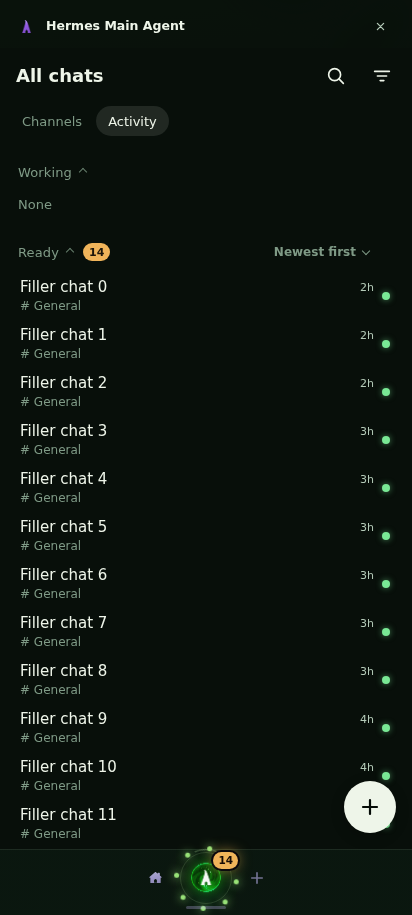 Hermes Main Agent
All chats
Channels
Activity
Working
None
Ready 14
Newest first
Filler chat 0
2h
# General
Filler chat 1
2h
# General
Filler chat 2
2h
# General
Filler chat 3
3h
# General
Filler chat 4
3h
# General
Filler chat 5
3h
# General
Filler chat 6
3h
# General
Filler chat 7
3h
# General
Filler chat 8
3h
# General
Filler chat 9
4h
# General
Filler chat 10
4h
# General
Filler chat 11
# General
14